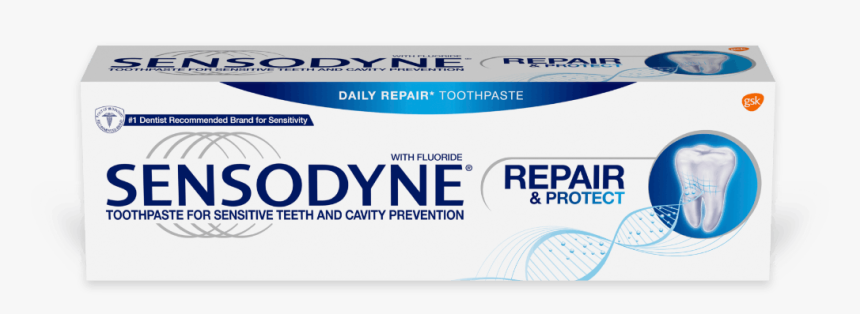 WITH FLUORIDE
SENSODYNE®
TOOTHPASTE FOR SENSITIVE TEETH AND CAVITY PREVENTION
REPAIR
& PROTECT
DAILY REPAIR* TOOTHPASTE
gsk
#1 Dentist Recommended Brand for Sensitivity
WITH FLUORIDE
SENSODYNE®
TOOTHPASTE FOR SENSITIVE TEETH AND CAVITY PREVENTION
REPAIR
& PROTECT